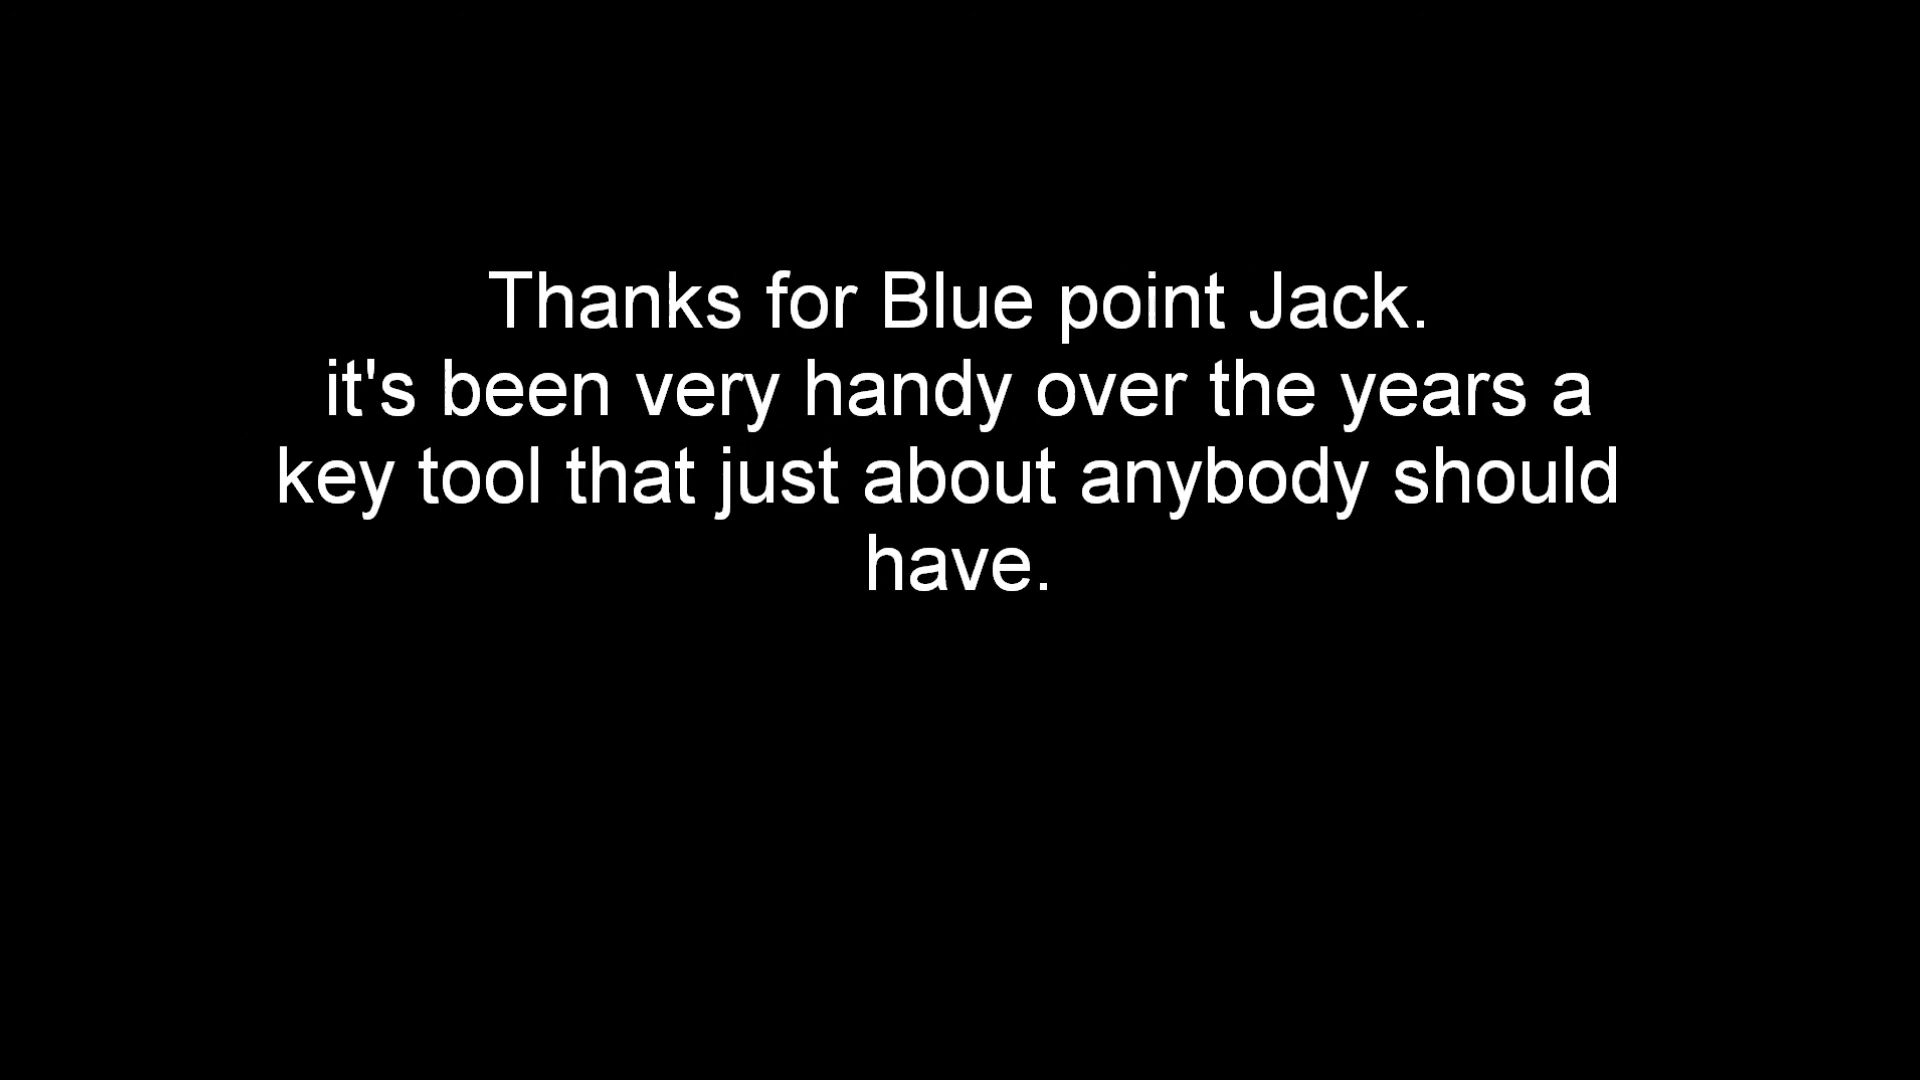 Thanks for Blue point Jack.
it's been very handy over the years a
key tool that just about anybody should
have.